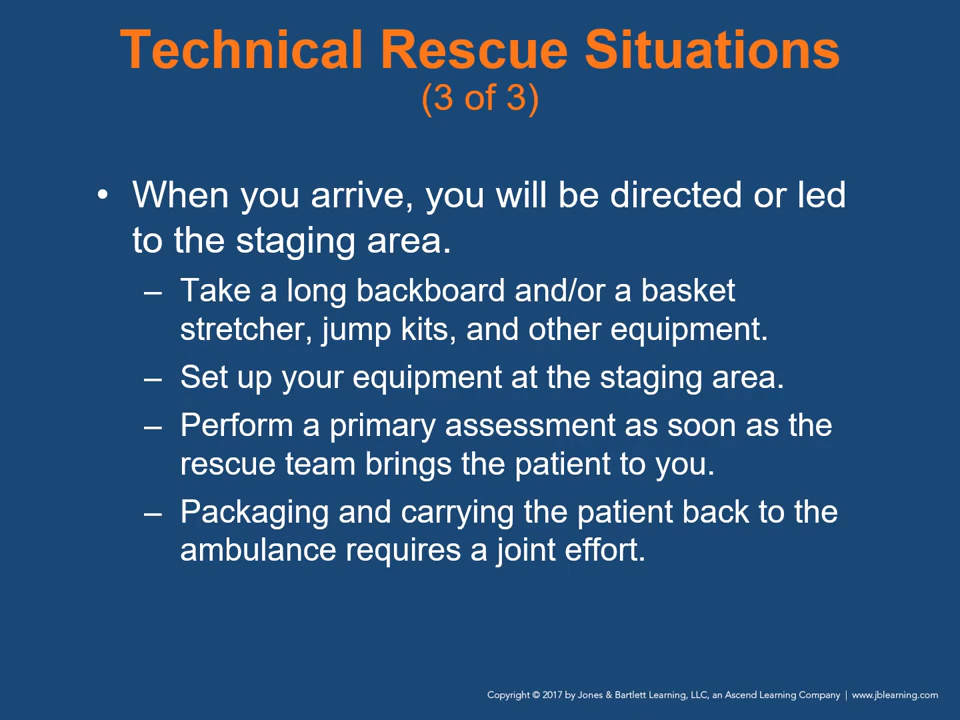 Technical Rescue Situations
(3 of 3)
• When you arrive, you will be directed or led
to the staging area.
– Take a long backboard and/or a basket
stretcher, jump kits, and other equipment.
– Set up your equipment at the staging area.
– Perform a primary assessment as soon as the
rescue team brings the patient to you.
– Packaging and carrying the patient back to the
ambulance requires a joint effort.
Copyright © 2017 by Jones & Bartlett Learning, LLC, an Ascend Learning Company | www.jblearning.com